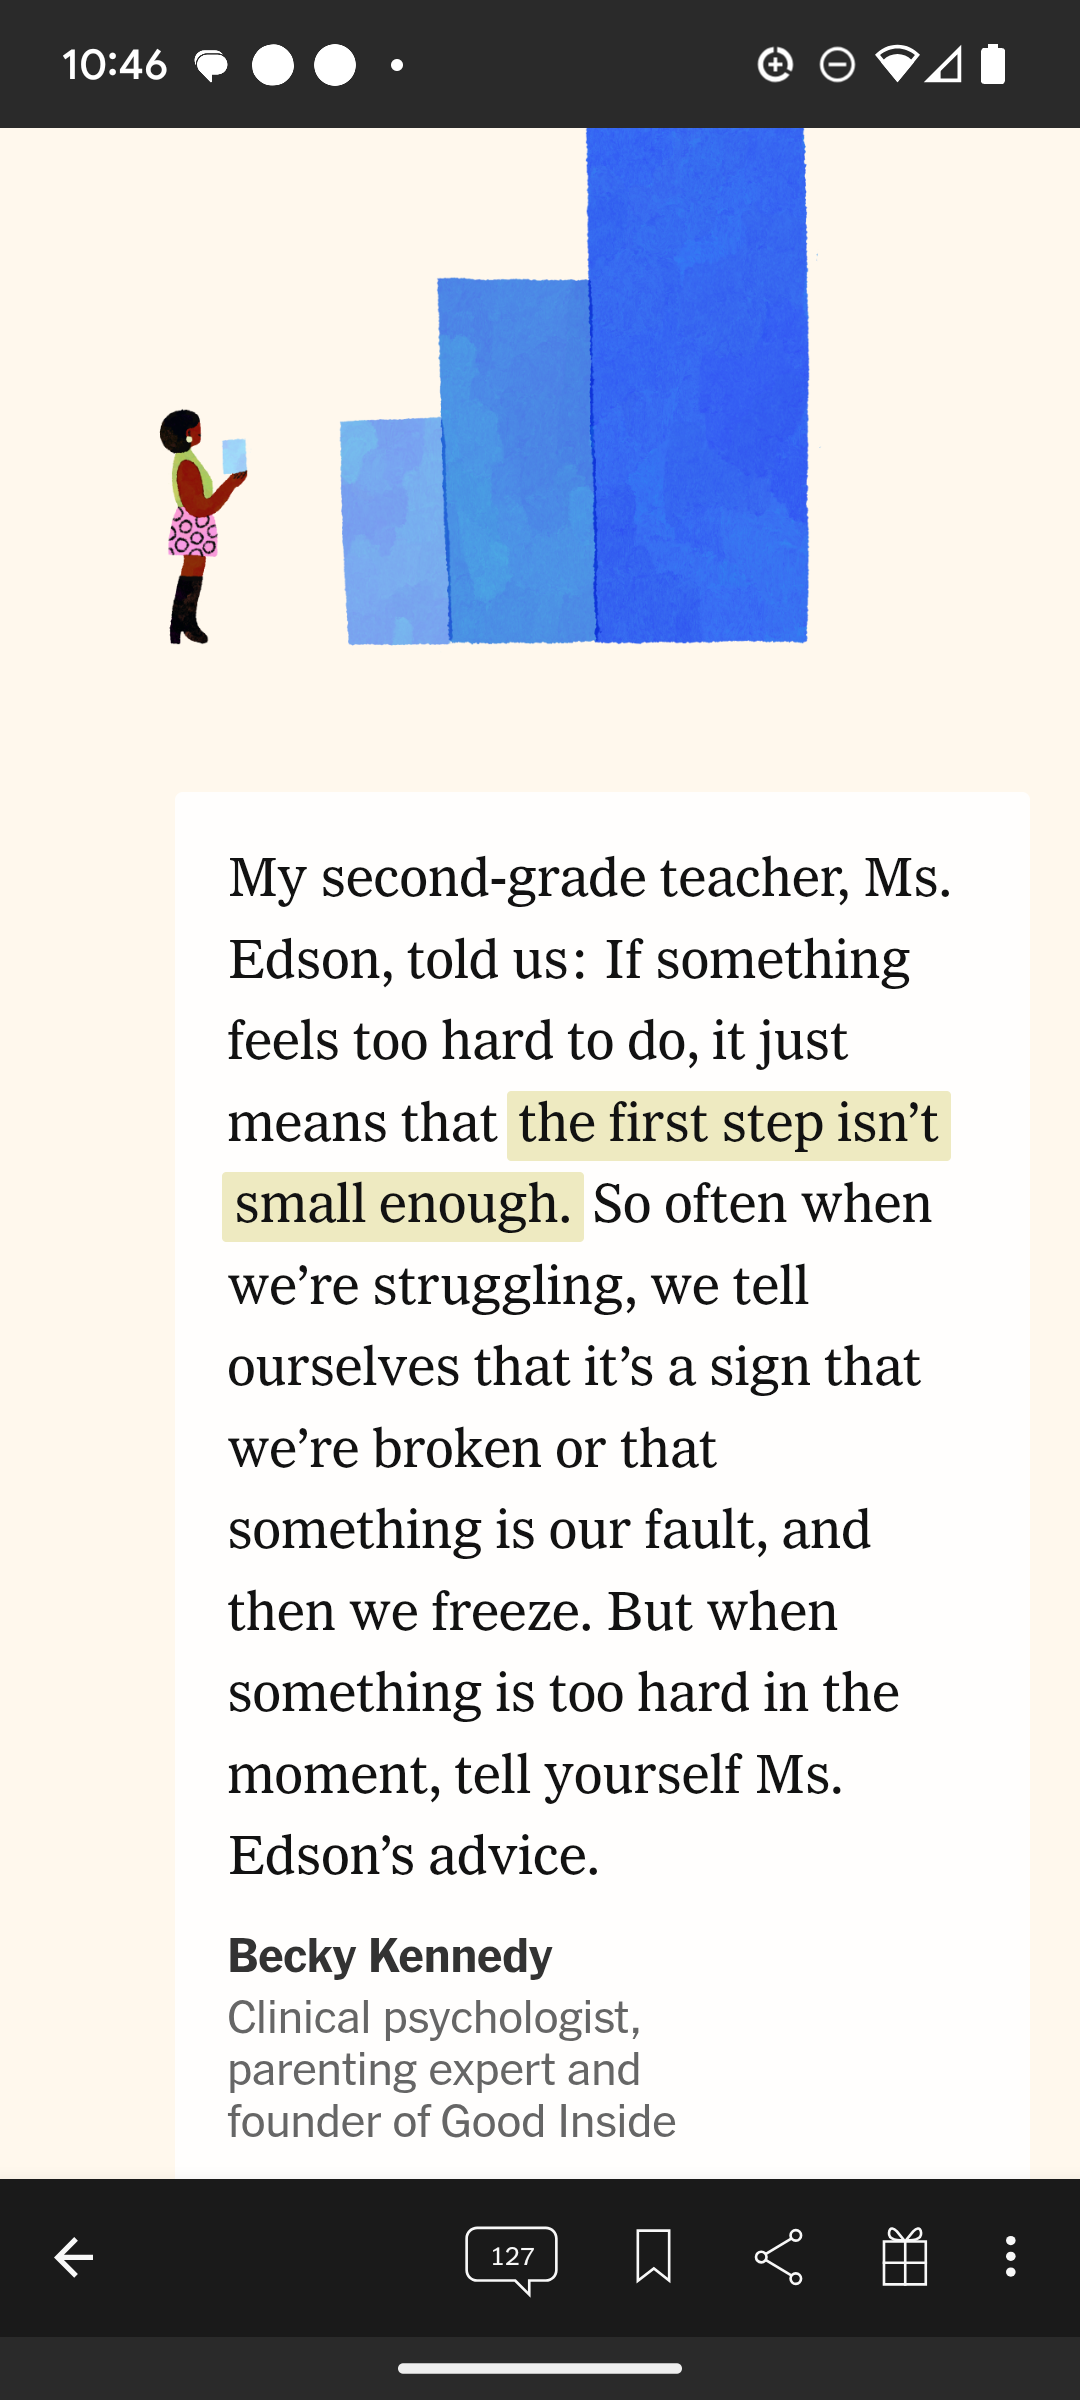 10:46
My second-grade teacher, Ms.
Edson, told us: If something
feels too hard to do, it just
means that the first step isn’t
small enough. So often when
we’re struggling, we tell
ourselves that it’s a sign that
we’re broken or that
something is our fault, and
then we freeze. But when
something is too hard in the
moment, tell yourself Ms.
Edson’s advice.
Becky Kennedy
Clinical psychologist,
parenting expert and
founder of Good Inside
127